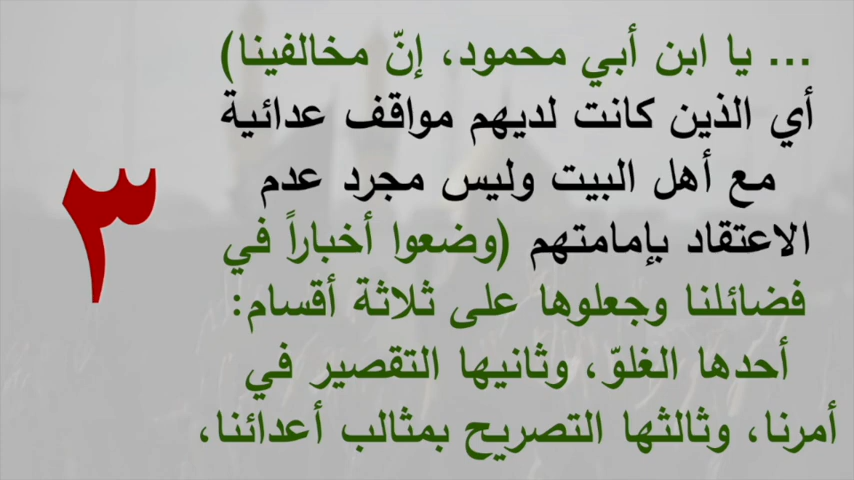 ... يا ابن أبي محمود، إنّ مخالفينا)
أي الذين كانت لديهم مواقف عدائية
مع أهل البيت وليس مجرد عدم
الاعتقاد بإمامتهم (وضعوا أخباراً في
فضائلنا وجعلوها على ثلاثة أقسام:
أحدها الغلوّ، وثانيها التقصير في
أمرنا، وثالثها التصريح بمثالب أعدائنا،
٣